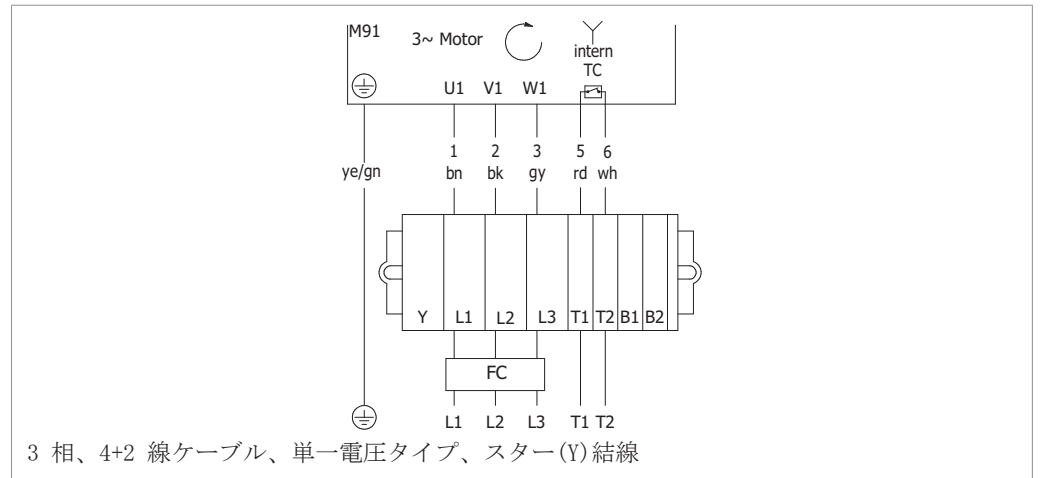 M91
3~ Motor
intern
TC
U1 V1 W1
1 2 3 5 6
ye/gn bn bk gy rd wh
Y L1 L2 L3 T1 T2 B1 B2
FC
L1 L2 L3 T1 T2
3 相、4+2 線ケーブル、単一電圧タイプ、スター(Y)結線